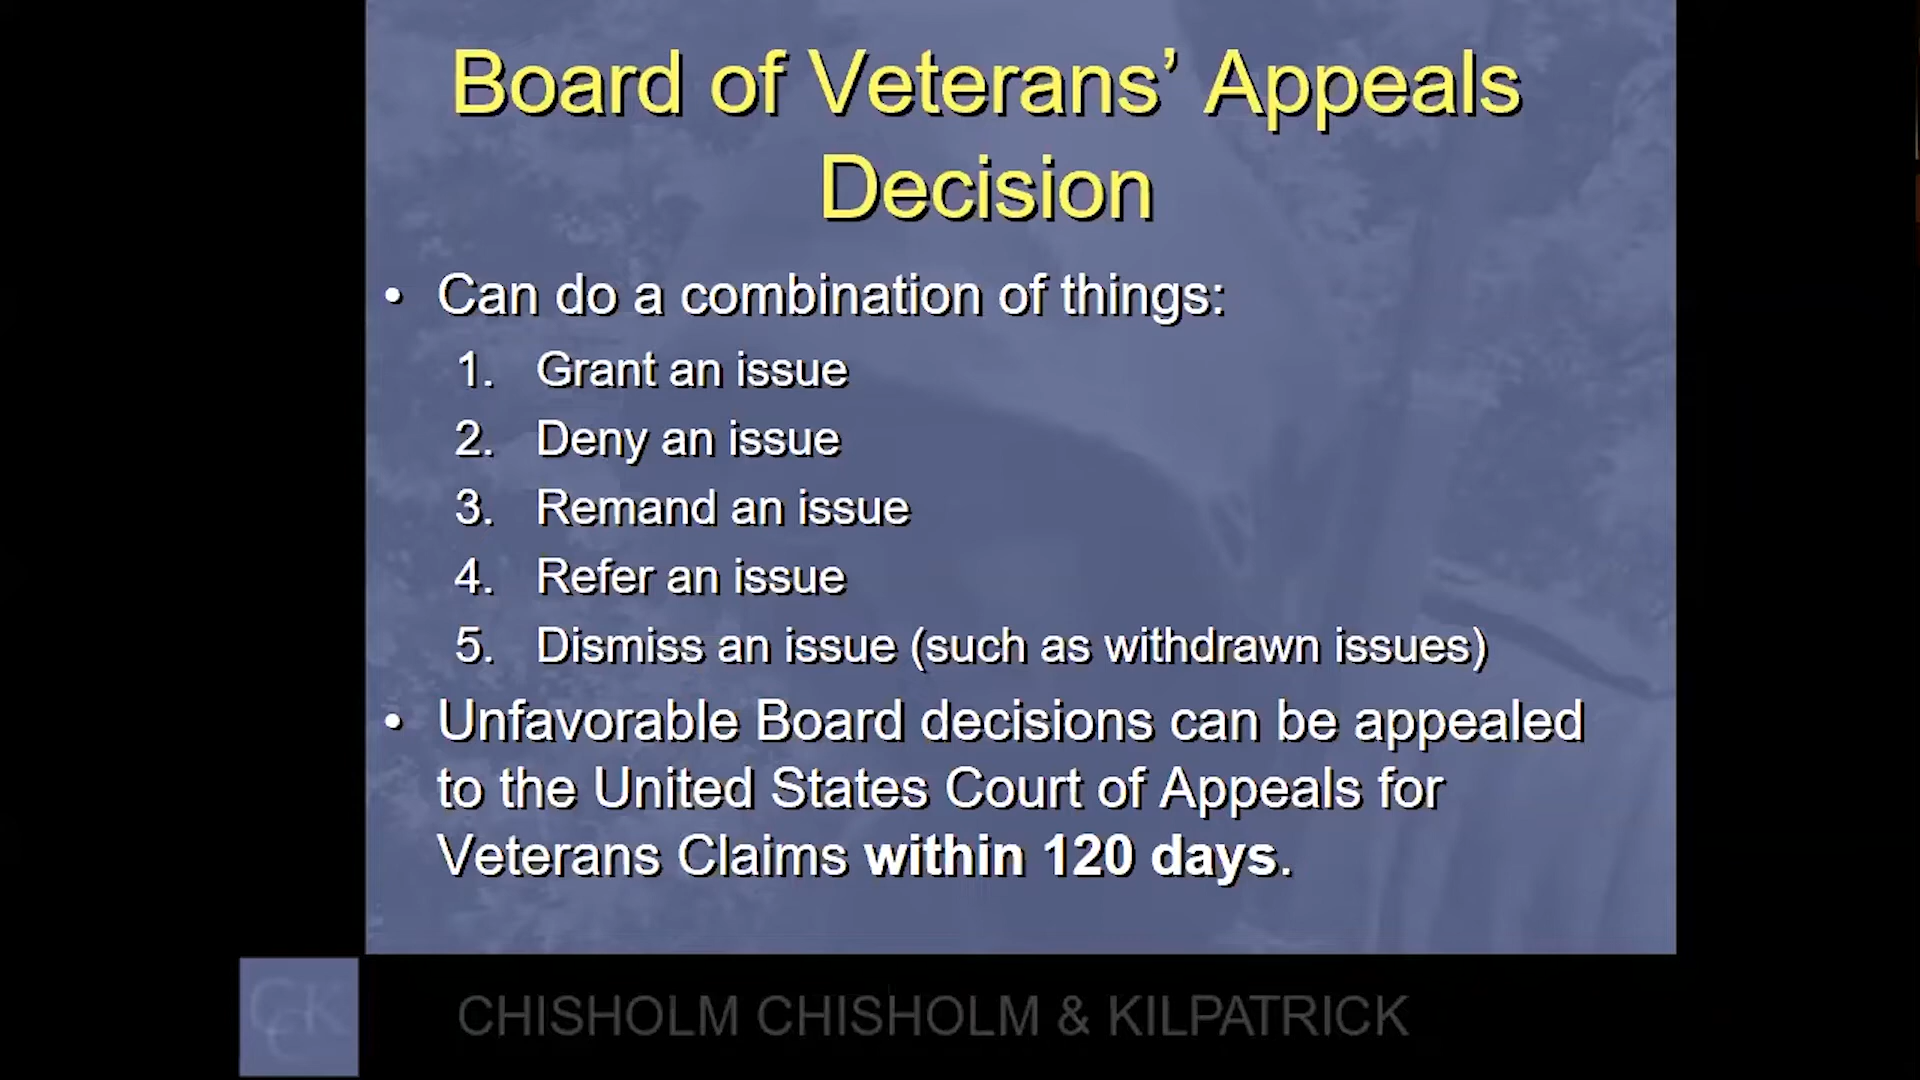 Board of Veterans’ Appeals
Decision
• Can do a combination of things:
1. Grant an issue
2. Deny an issue
3. Remand an issue
4. Refer an issue
5. Dismiss an issue (such as withdrawn issues)
• Unfavorable Board decisions can be appealed
to the United States Court of Appeals for
Veterans Claims within 120 days.
CCK
CHISHOLM CHISHOLM & KILPATRICK